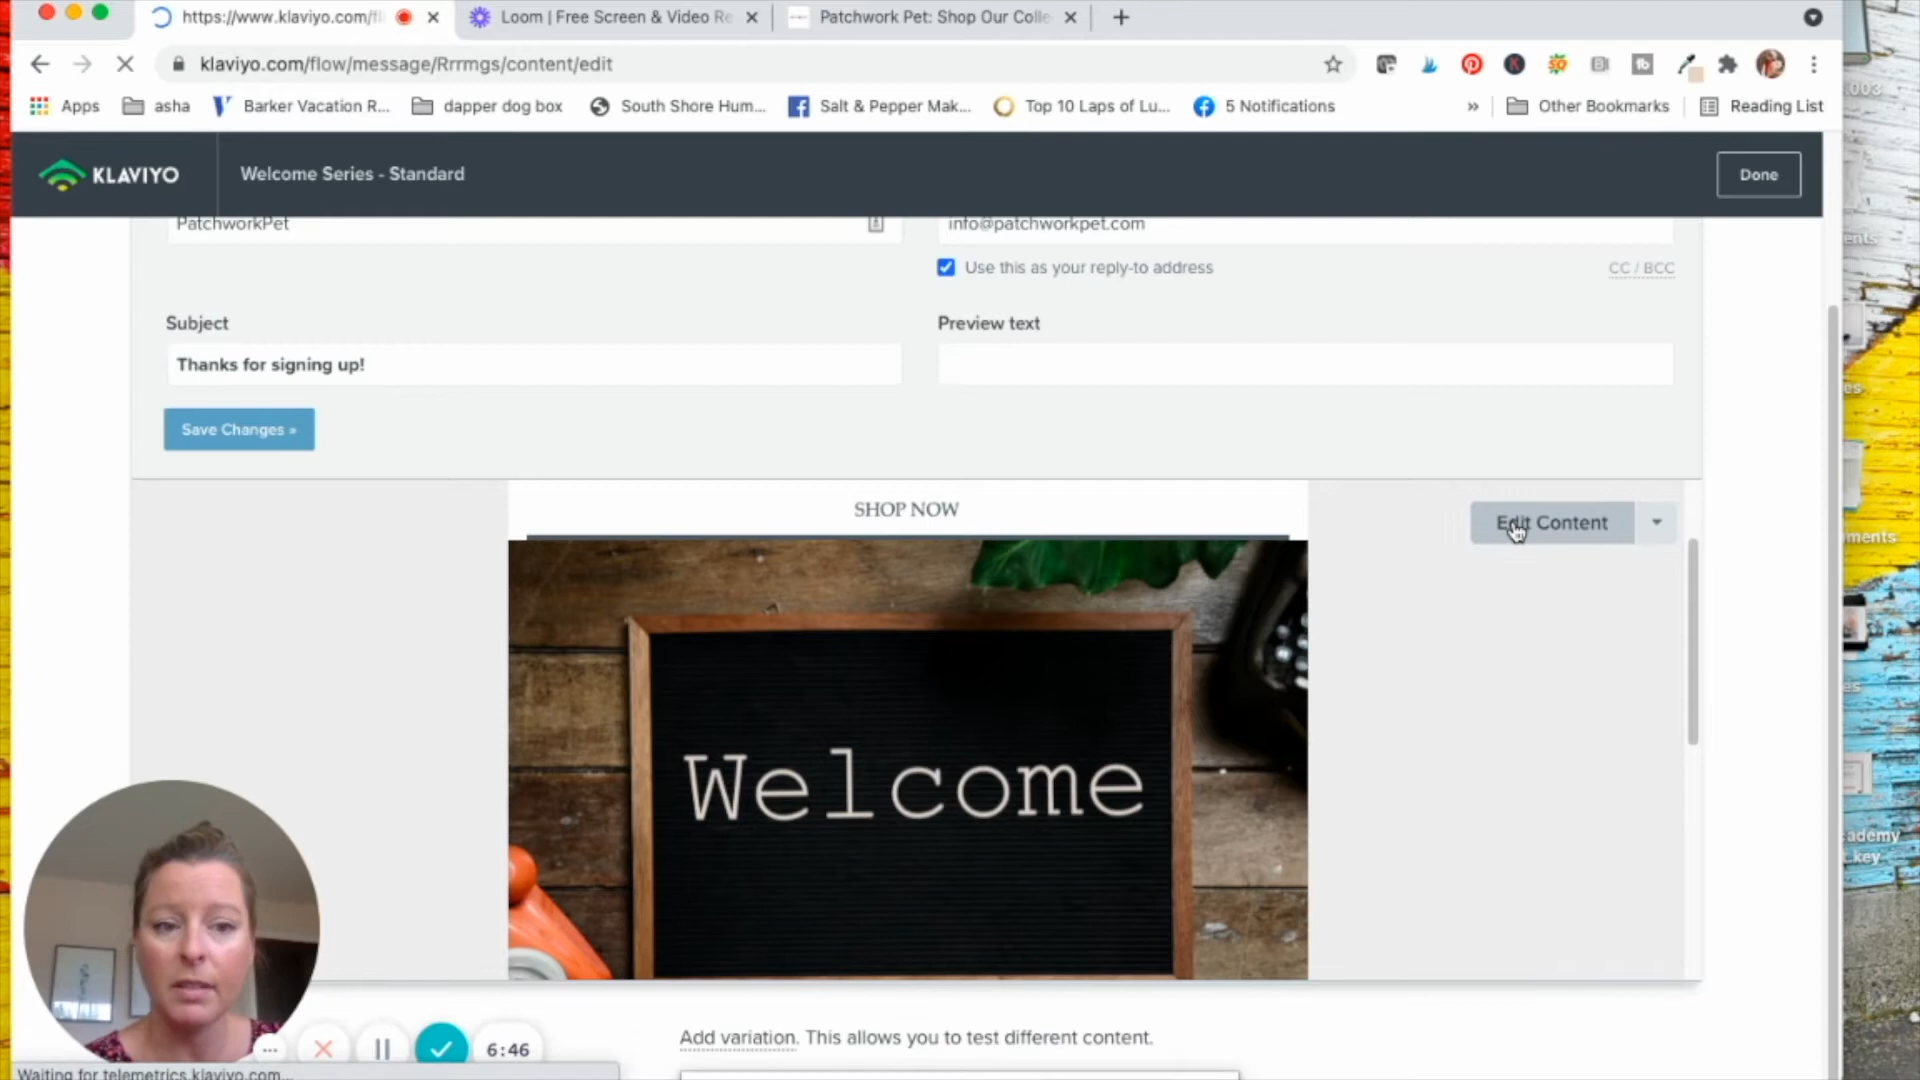 https://www.klaviyo.com/fl
Loom | Free Screen & Video Re
Patchwork Pet: Shop Our Colle
klaviyo.com/flow/message/Rrrmgs/content/edit
Apps
asha
Barker Vacation R...
dapper dog box
South Shore Hum...
Salt & Pepper Mak...
Top 10 Laps of Lu...
5 Notifications
»
Other Bookmarks
Reading List
KLAVIYO
Welcome Series - Standard
Done
PatchworkPet
info@patchworkpet.com
Use this as your reply-to address
CC / BCC
Subject
Preview text
Thanks for signing up!
Save Changes »
SHOP NOW
Edit Content
Welcome
Add variation. This allows you to test different content.
6:46
Waiting for telemetrics.klaviyo.com...